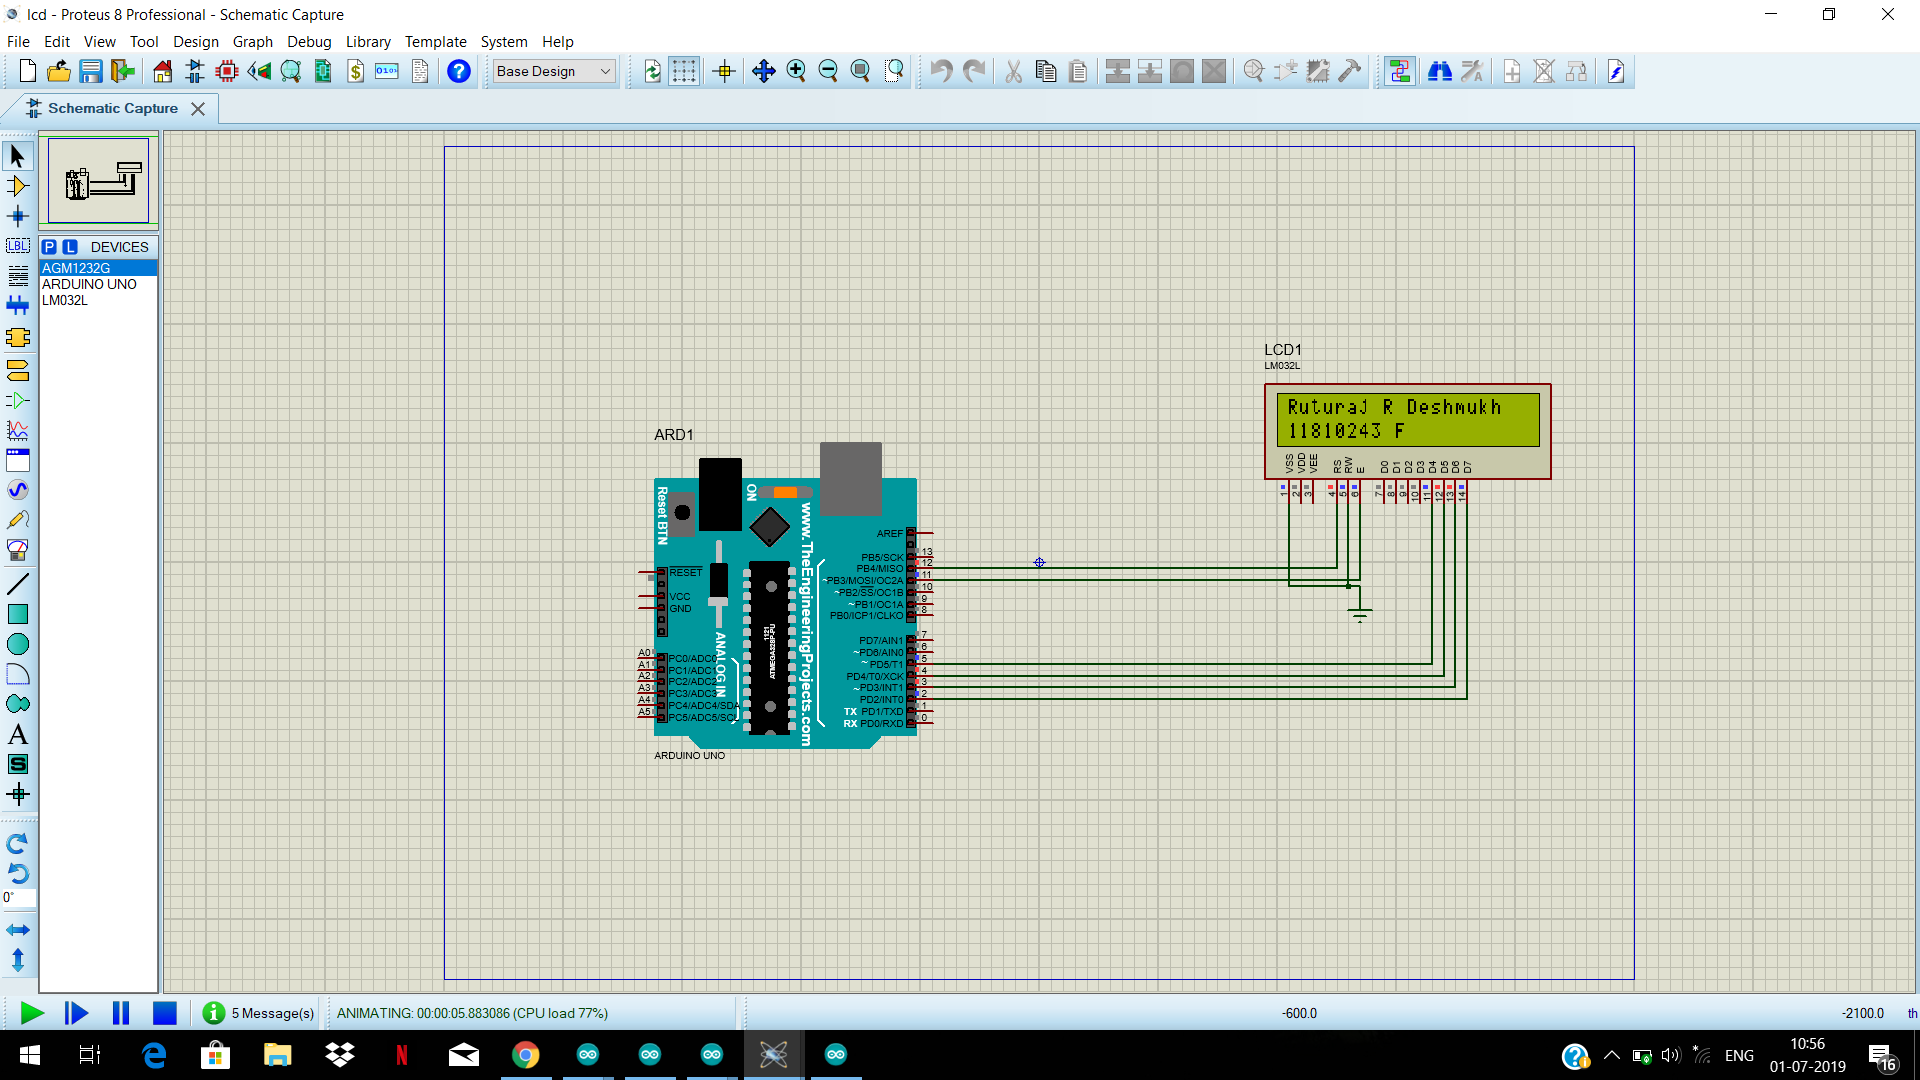 lcd - Proteus 8 Professional - Schematic Capture
File Edit View Tool Design Graph Debug Library Template System Help
Base Design
Schematic Capture
P L DEVICES
AGM1232G
ARDUINO UNO
LM032L
LBL
A
S
0°
LCD1
LM032L
Ruturaj R Deshmukh
11810243 F
VSS VDD VEE RS RW E D0 D1 D2 D3 D4 D5 D6 D7
1 2 3 4 5 6 7 8 9 10 11 12 13 14
ARD1
Reset BTN
ON
www.TheEngineeringProjects.com
ANALOG IN
1121
ATMEGA328P-PU
RESET
VCC
GND
A0 PC0/ADC0
A1 PC1/ADC1
A2 PC2/ADC2
A3 PC3/ADC3
A4 PC4/ADC4/SDA
A5 PC5/ADC5/SCL
AREF
PB5/SCK 13
PB4/MISO 12
~PB3/MOSI/OC2A 11
~PB2/SS/OC1B 10
~PB1/OC1A 9
PB0/ICP1/CLKO 8
PD7/AIN1 7
~PD6/AIN0 6
~PD5/T1 5
PD4/T0/XCK 4
~PD3/INT1 3
PD2/INT0 2
TX PD1/TXD 1
RX PD0/RXD 0
ARDUINO UNO
5 Message(s)
ANIMATING: 00:00:05.883086 (CPU load 77%)
-600.0
-2100.0
th
ENG
10:56
01-07-2019
16